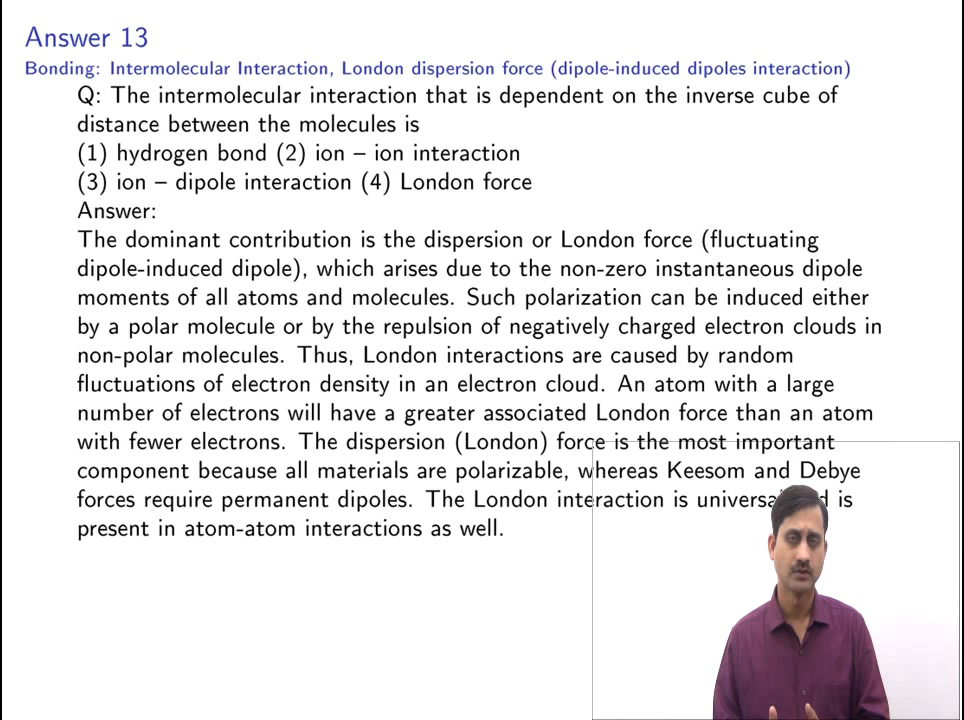 Answer 13
Bonding: Intermolecular Interaction, London dispersion force (dipole-induced dipoles interaction)
Q: The intermolecular interaction that is dependent on the inverse cube of
distance between the molecules is
(1) hydrogen bond (2) ion – ion interaction
(3) ion – dipole interaction (4) London force
Answer:
The dominant contribution is the dispersion or London force (fluctuating
dipole-induced dipole), which arises due to the non-zero instantaneous dipole
moments of all atoms and molecules. Such polarization can be induced either
by a polar molecule or by the repulsion of negatively charged electron clouds in
non-polar molecules. Thus, London interactions are caused by random
fluctuations of electron density in an electron cloud. An atom with a large
number of electrons will have a greater associated London force than an atom
with fewer electrons. The dispersion (London) force is the most important
component because all materials are polarizable, whereas Keesom and Debye
forces require permanent dipoles. The London interaction is is
present in atom-atom interactions as well.